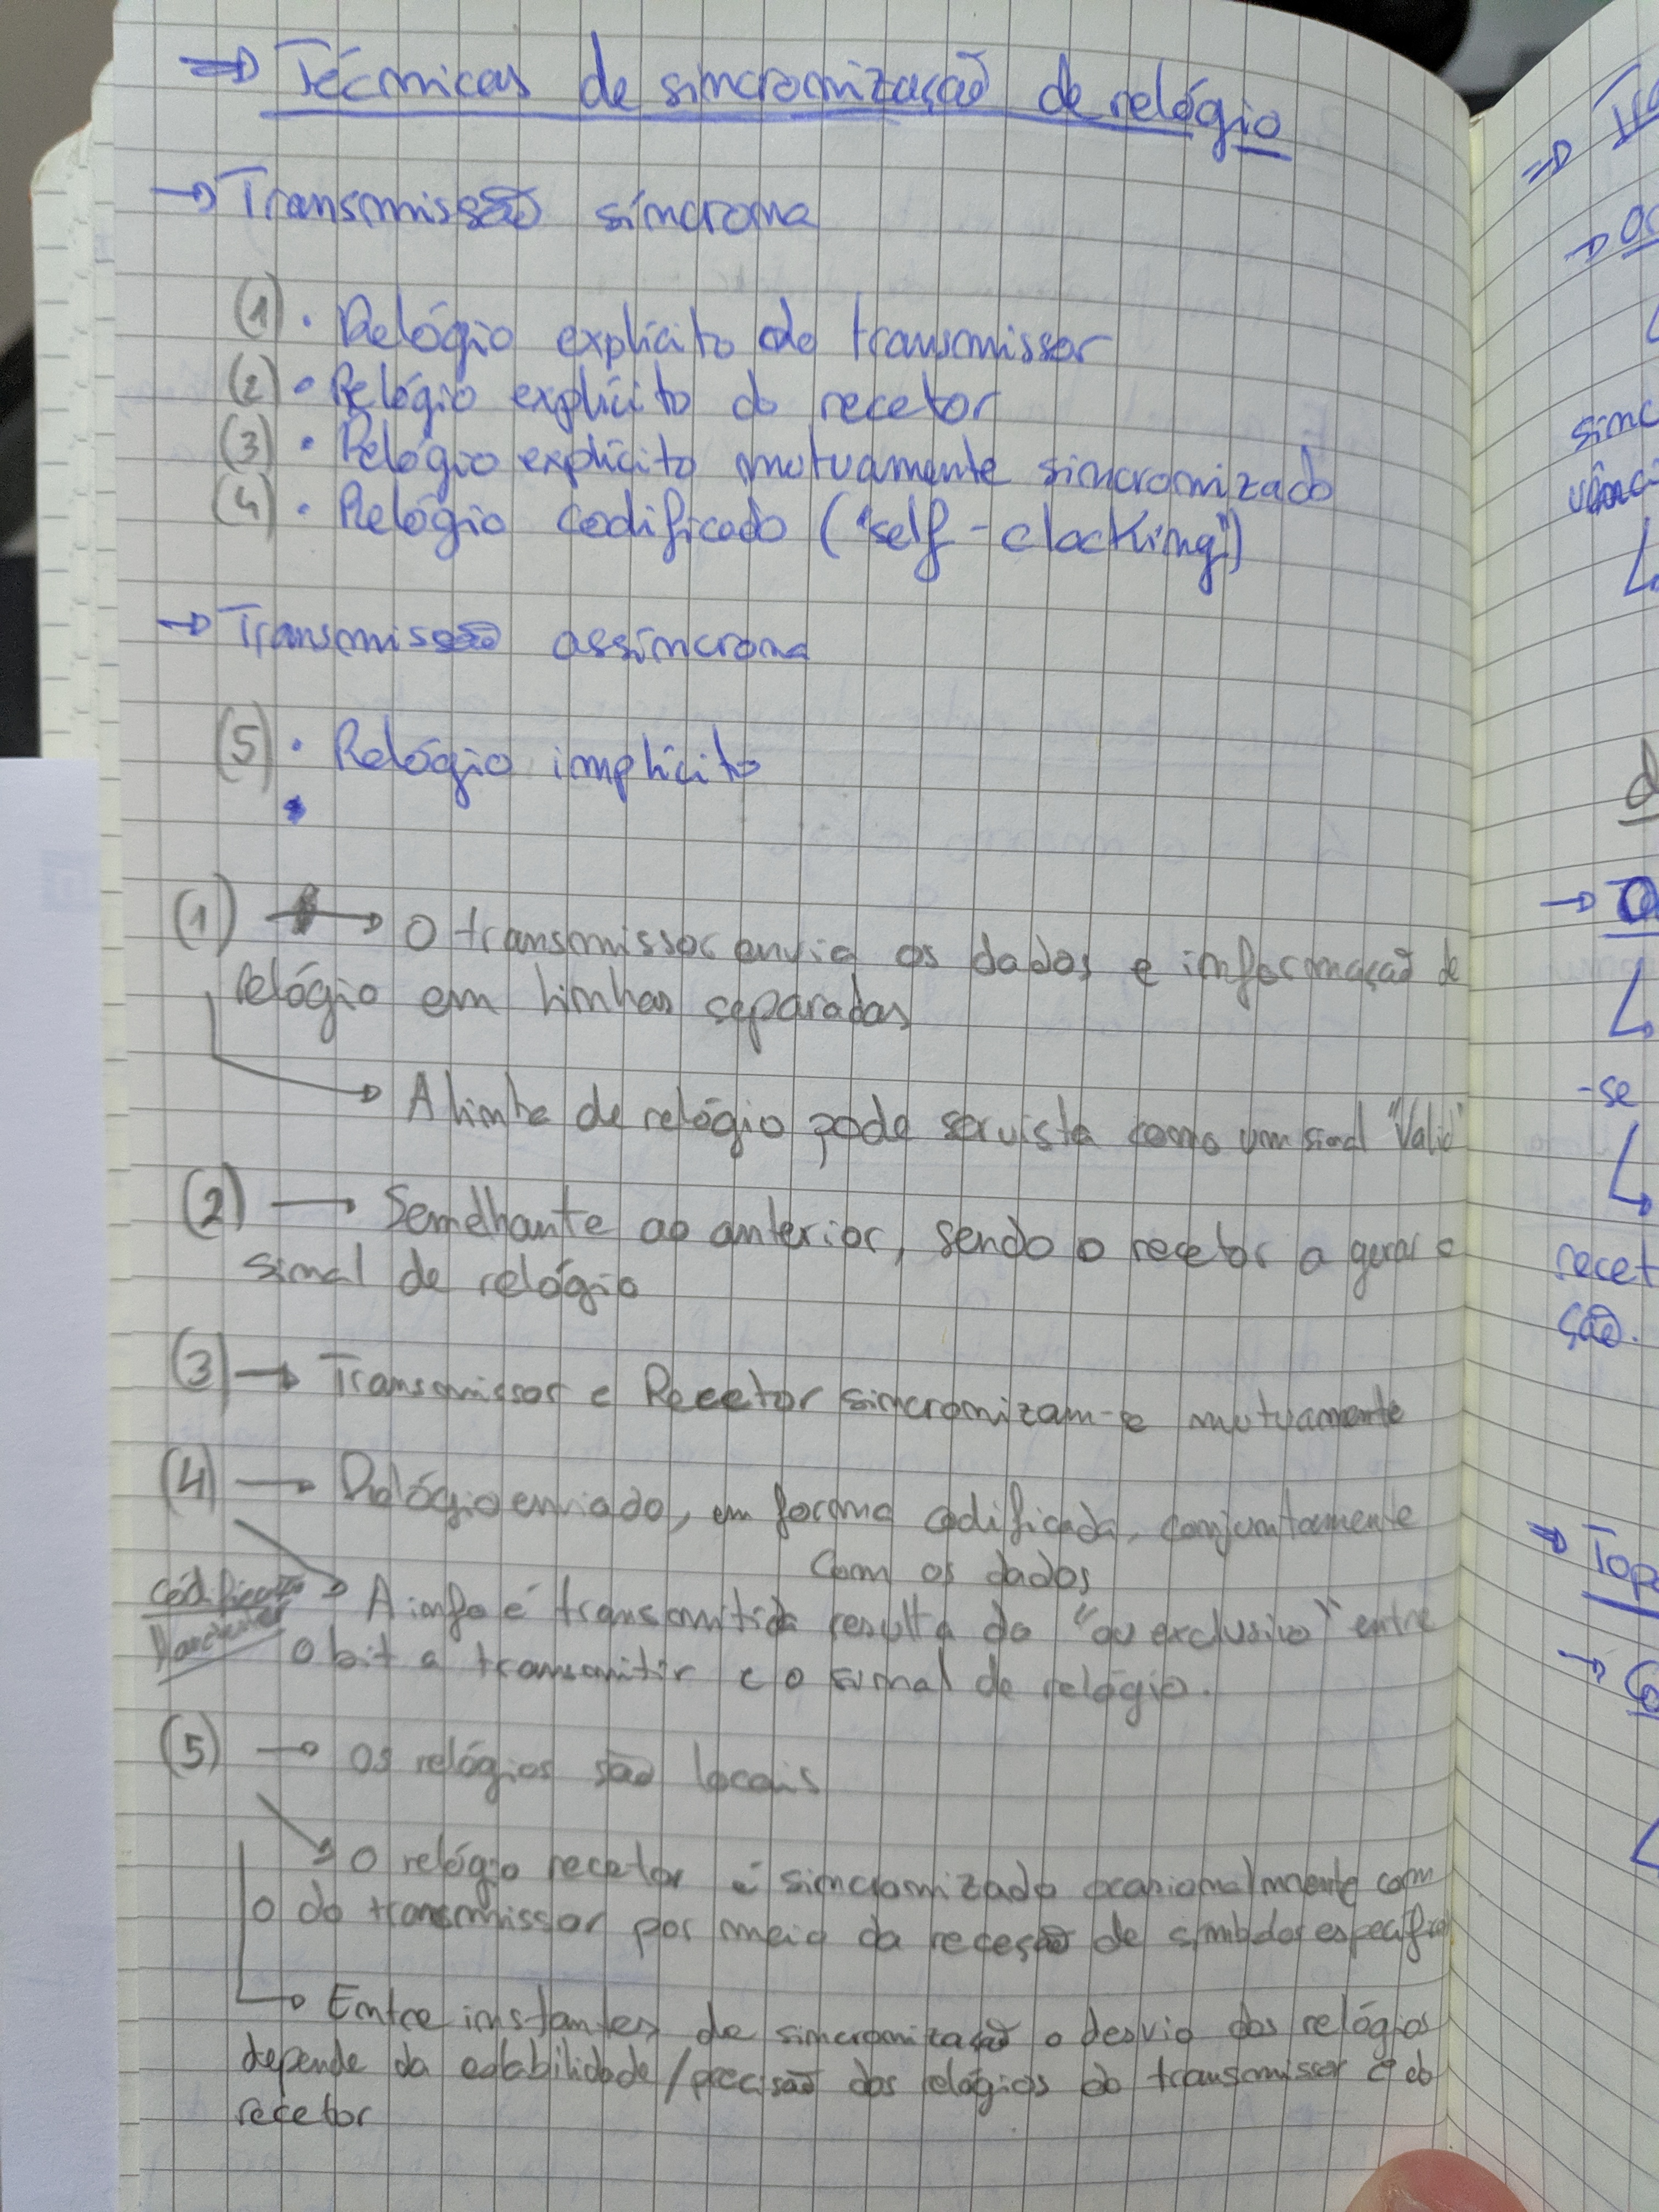 ⇒ Técnicas de sincronização de relógio
→ Transmissão síncrona
(1) • Relógio explícito do transmissor
(2) • Relógio explícito do recetor
(3) • Relógio explícito mutuamente sincronizado
(4) • Relógio codificado ("self-clocking")
→ Transmissão assíncrona
(5) • Relógio implícito
•
(1) → O transmissor envia os dados e informação de
relógio em linhas separadas
→ A linha de relógio pode ser vista como um sinal "Valid"
(2) — Semelhante ao anterior, sendo o recetor a gerar o
sinal de relógio
(3) → Transmissor e Recetor sincronizam-se mutuamente
(4) → Relógio enviado, em forma codificada, conjuntamente
com os dados
Codificação
Manchester
→ A info é transmitida resulta do "ou exclusivo" entre
o bit a transmitir e o sinal de relógio.
(5) → Os relógios são locais
→ O relógio recetor é sincronizado ocasionalmente com
o do transmissor por meio da receção de símbolos específicos
→ Entre instantes de sincronização o desvio dos relógios
depende da estabilidade/precisão dos relógios do transmissor e do
recetor
⇒ Tra
→ as
sinc
vênci
d
→ O
-se
recet
ção.
⇒ Topo
→ Co